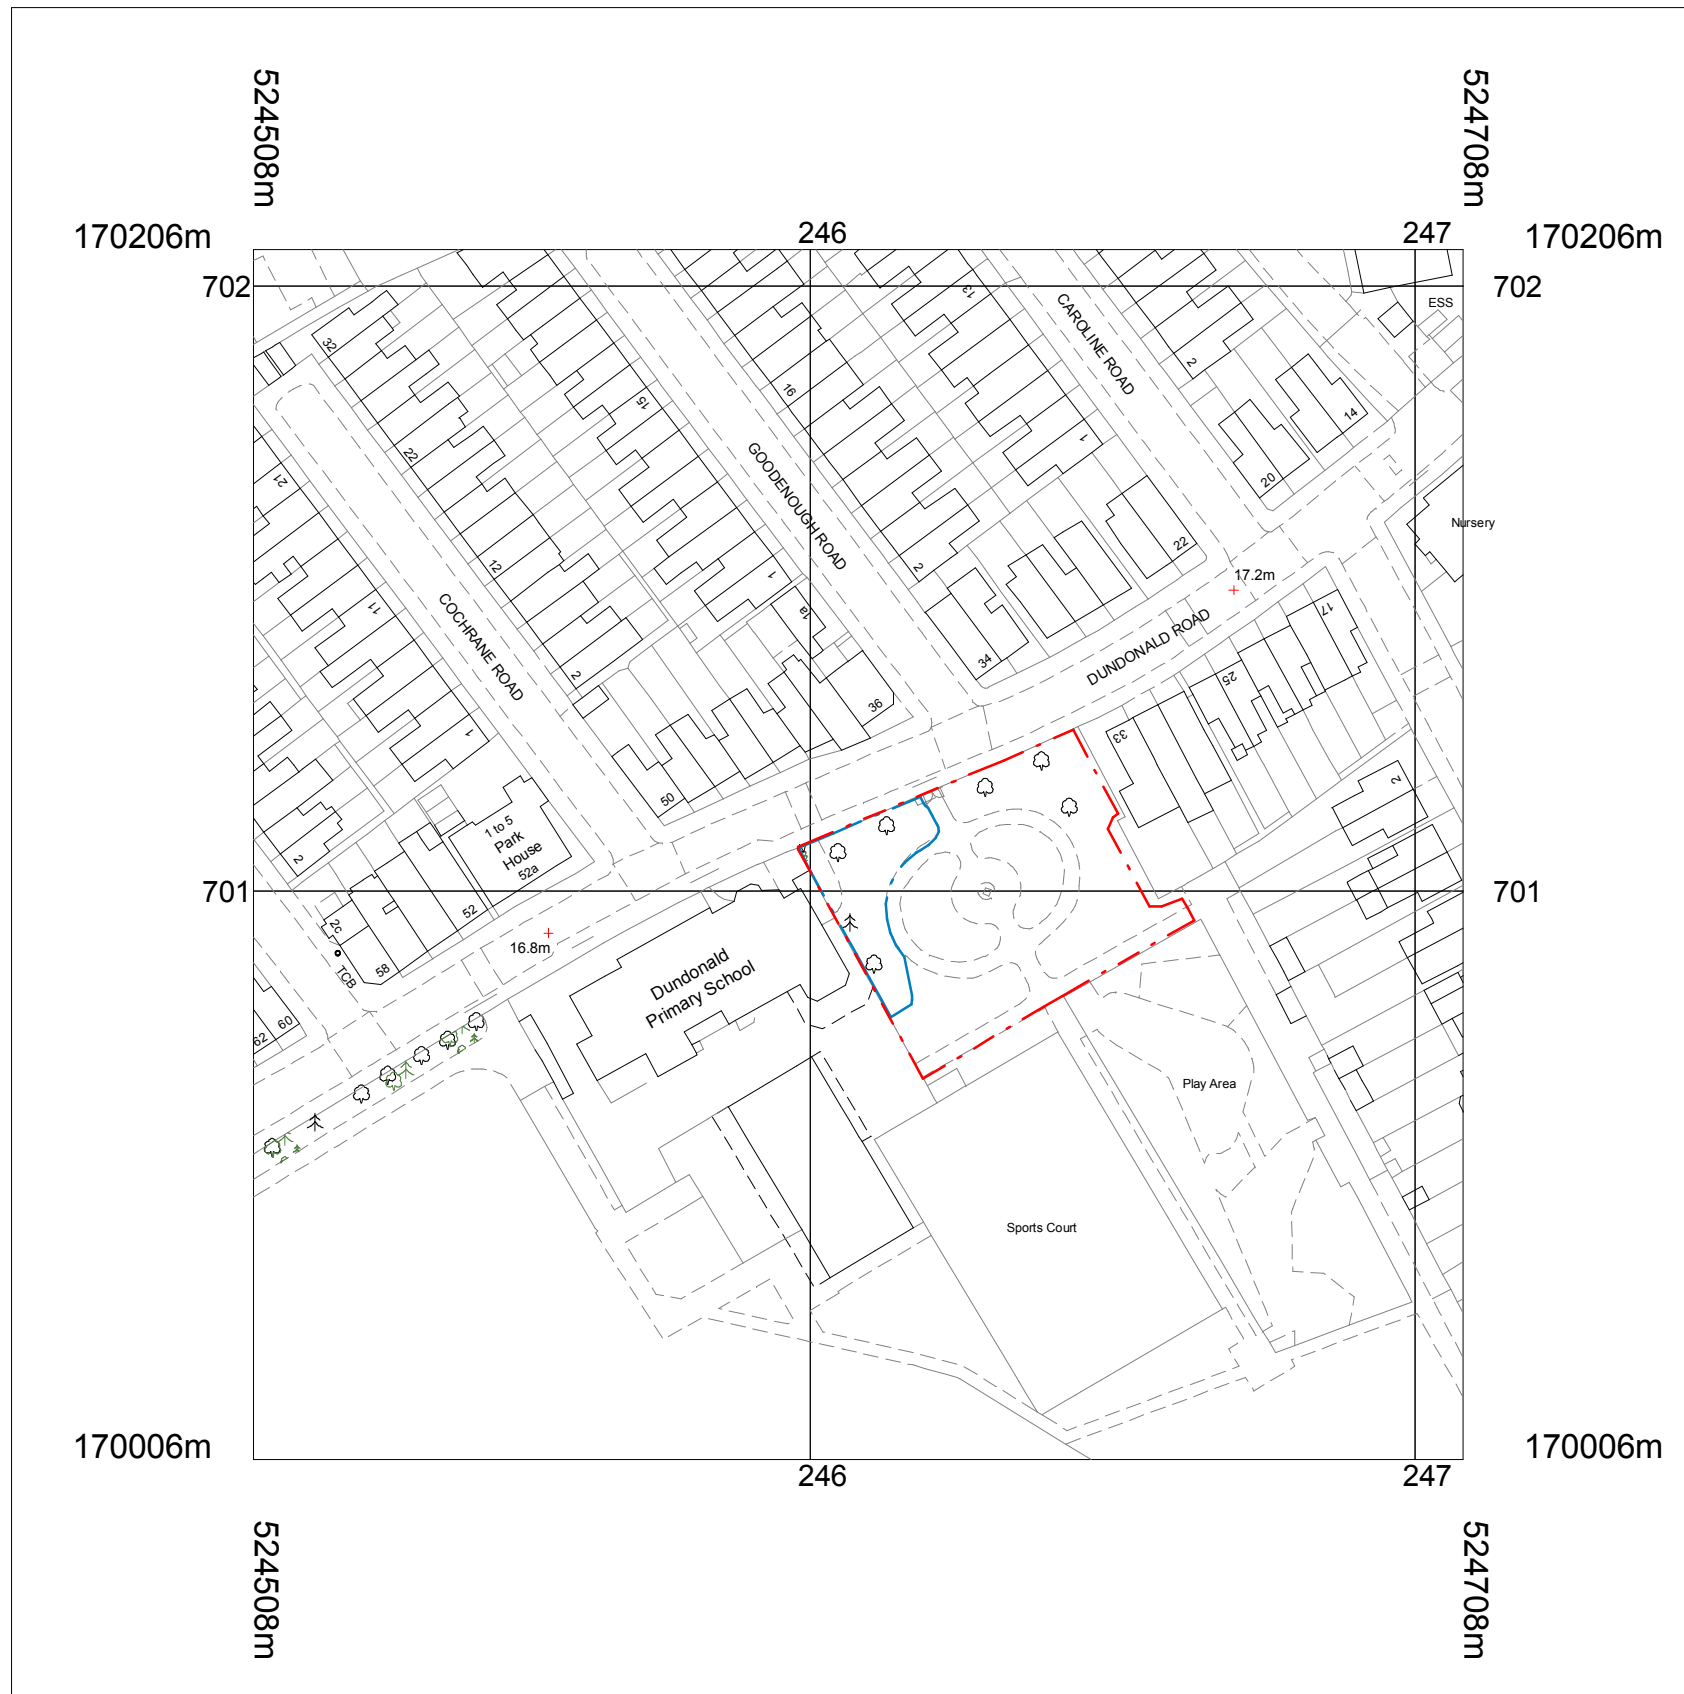 524508m
524708m
170206m
246
247
170206m
702
702
ESS
13
CAROLINE ROAD
32
2
16
15
14
22
GOODENOUGH ROAD
1
21
20
Nursery
12
22
2
1
17.2m
11
COCHRANE ROAD
1a
17
DUNDONALD ROAD
2
34
25
36
1
33
50
2
1 to 5
Park
House
52a
2
701
701
52
2c
16.8m
58
TCB
Dundonald
Primary School
60
62
Play Area
Sports Court
170006m
170006m
246
247
524508m
524708m